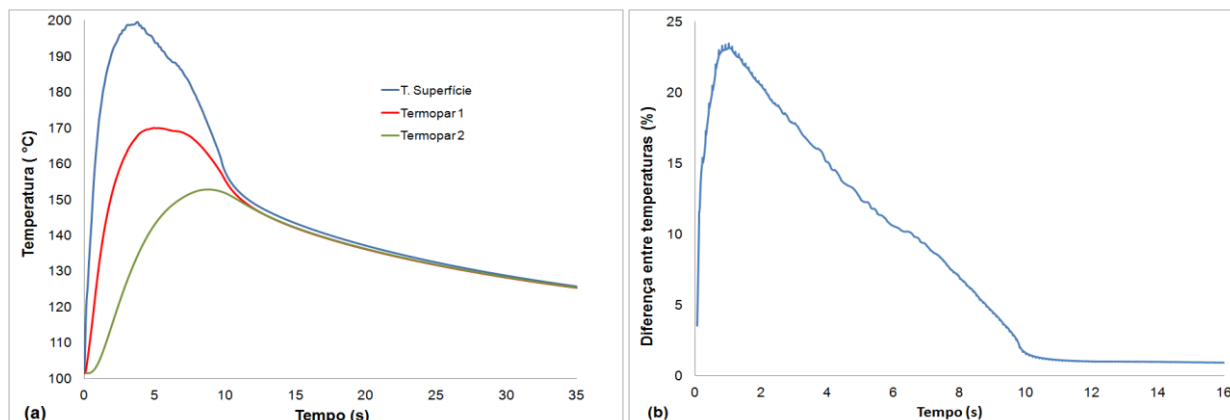 200
190
180
170
160
150
140
130
120
110
100
Temperatura ( °C)
T. Superfície
Termopar 1
Termopar 2
0 5 10 15 20 25 30 35
(a) Tempo (s)
25
20
15
10
5
0
Diferença entre temperaturas (%)
0 2 4 6 8 10 12 14 16
(b) Tempo (s)